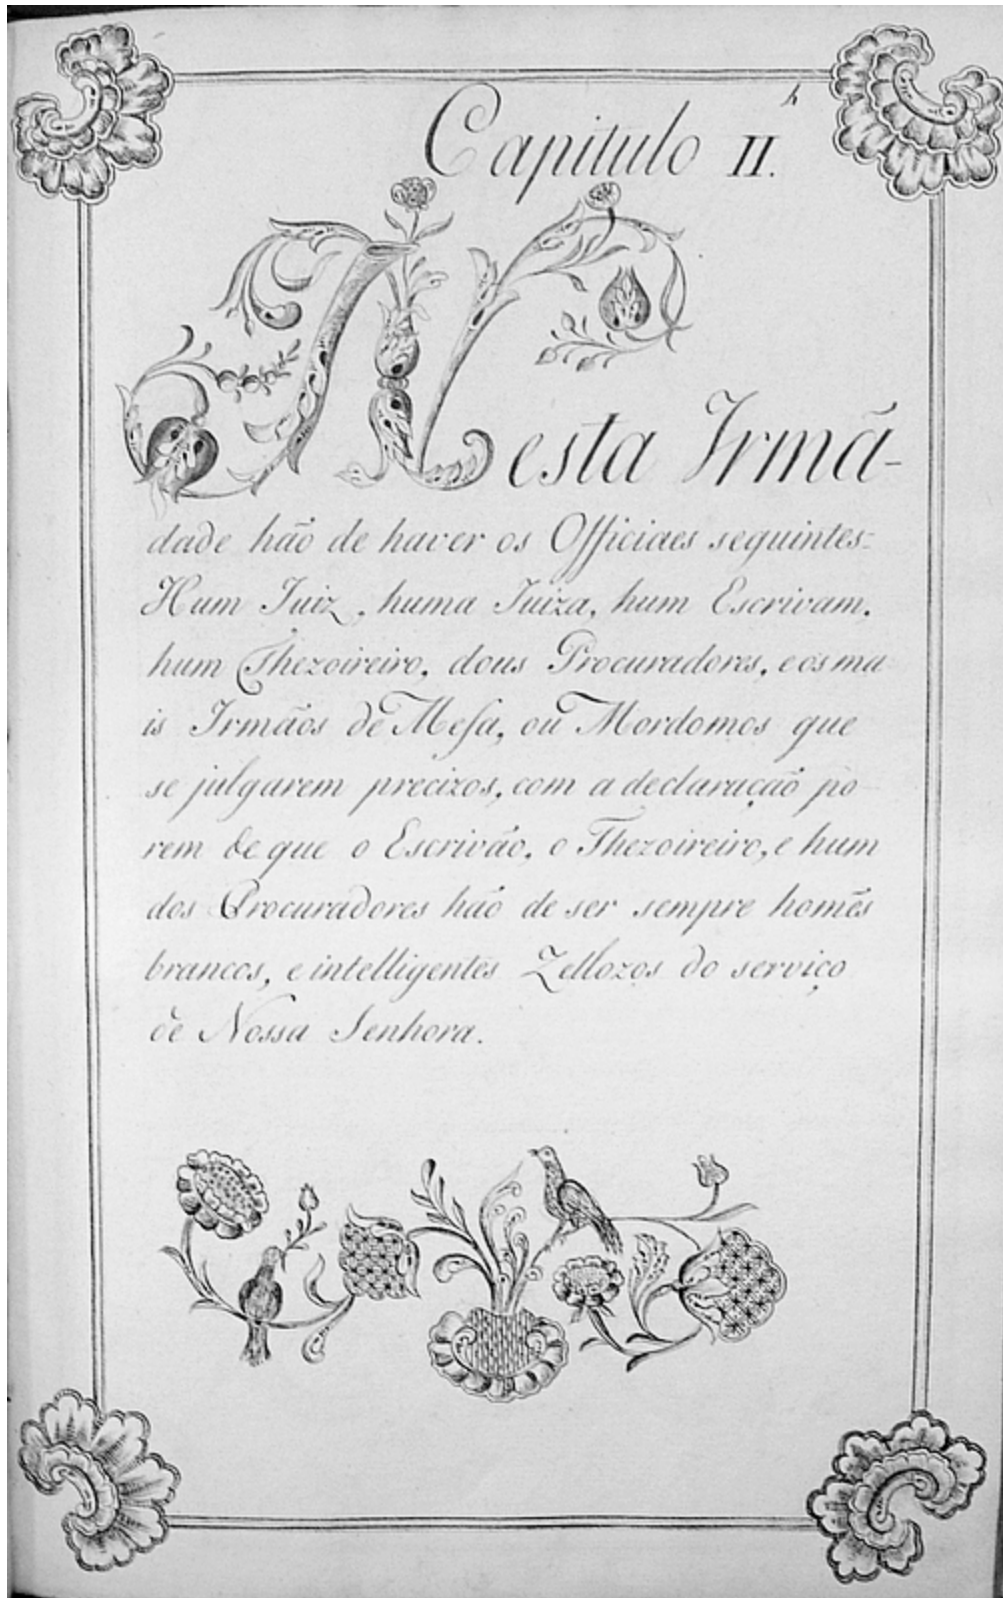 Capitulo II.
Nesta Irmã-
dade hão de haver os Officiaes seguintes:
Hum Juiz, huma Juiza, hum Escrivam,
hum Thezoireiro, dous Procuradores, e os ma
is Irmãos de Mesa, ou Mordomos que
se julgarem precizos, com a declaração po-
rem de que o Escrivão, o Thezoireiro, e hum
dos Procuradores hão de ser sempre homẽs
brancos, e intelligentes Zellozos do serviço
de Nossa Senhora.